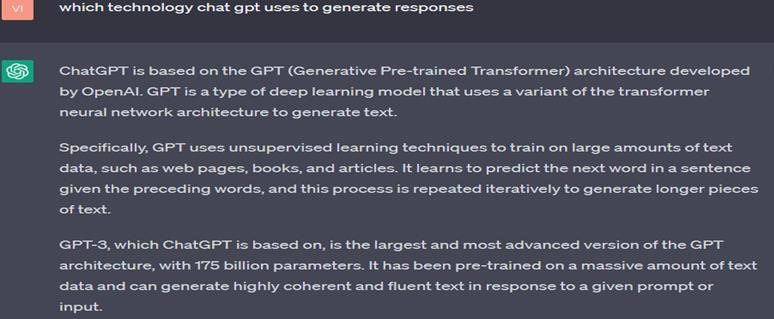 VI
which technology chat gpt uses to generate responses
ChatGPT is based on the GPT (Generative Pre-trained Transformer) architecture developed
by OpenAI. GPT is a type of deep learning model that uses a variant of the transformer
neural network architecture to generate text.
Specifically, GPT uses unsupervised learning techniques to train on large amounts of text
data, such as web pages, books, and articles. It learns to predict the next word in a sentence
given the preceding words, and this process is repeated iteratively to generate longer pieces
of text.
GPT-3, which ChatGPT is based on, is the largest and most advanced version of the GPT
architecture, with 175 billion parameters. It has been pre-trained on a massive amount of text
data and can generate highly coherent and fluent text in response to a given prompt or
input.